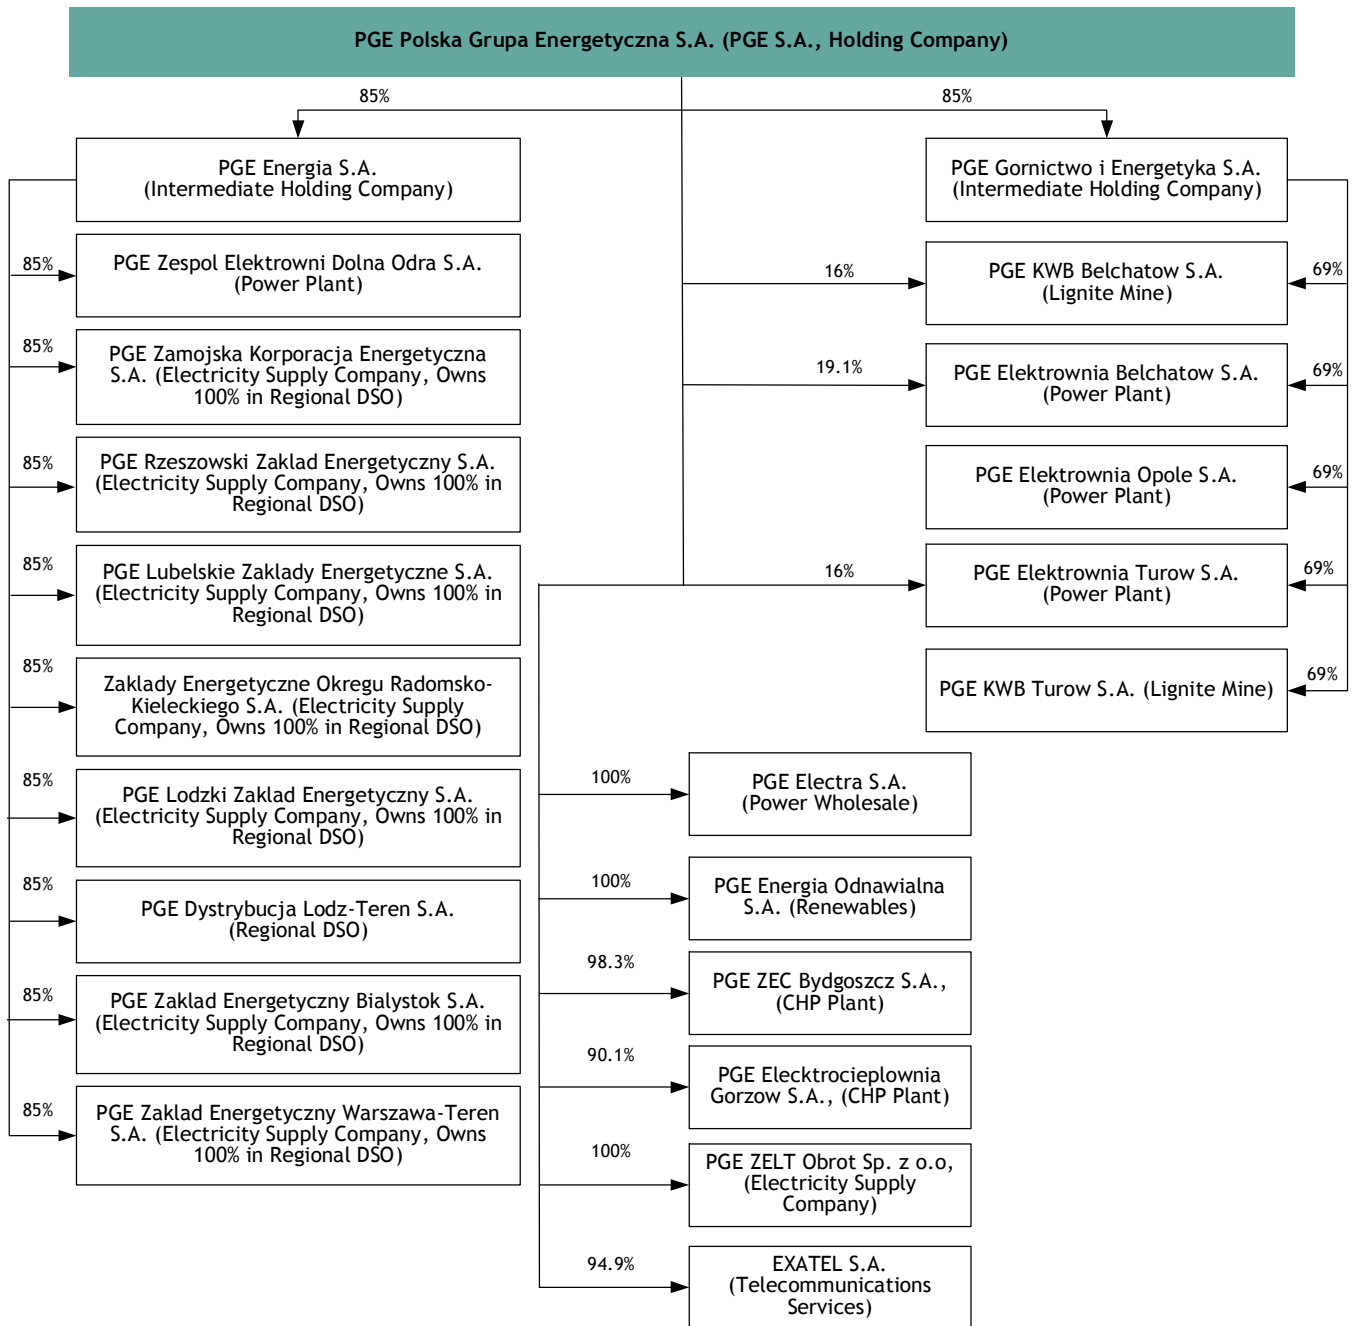 PGE Polska Grupa Energetyczna S.A. (PGE S.A., Holding Company)
85%
85%
PGE Energia S.A.
(Intermediate Holding Company)
PGE Gornictwo i Energetyka S.A.
(Intermediate Holding Company)
85%
PGE Zespol Elektrowni Dolna Odra S.A.
(Power Plant)
16%
PGE KWB Belchatow S.A.
(Lignite Mine)
69%
85%
PGE Zamojska Korporacja Energetyczna
S.A. (Electricity Supply Company, Owns
100% in Regional DSO)
19.1%
PGE Elektrownia Belchatow S.A.
(Power Plant)
69%
85%
PGE Rzeszowski Zaklad Energetyczny S.A.
(Electricity Supply Company, Owns 100% in
Regional DSO)
PGE Elektrownia Opole S.A.
(Power Plant)
69%
85%
PGE Lubelskie Zaklady Energetyczne S.A.
(Electricity Supply Company, Owns 100% in
Regional DSO)
16%
PGE Elektrownia Turow S.A.
(Power Plant)
69%
85%
Zaklady Energetyczne Okregu Radomsko-
Kieleckiego S.A. (Electricity Supply
Company, Owns 100% in Regional DSO)
PGE KWB Turow S.A. (Lignite Mine)
69%
85%
PGE Lodzki Zaklad Energetyczny S.A.
(Electricity Supply Company, Owns 100% in
Regional DSO)
100%
PGE Electra S.A.
(Power Wholesale)
85%
PGE Dystrybucja Lodz-Teren S.A.
(Regional DSO)
100%
PGE Energia Odnawialna
S.A. (Renewables)
85%
PGE Zaklad Energetyczny Bialystok S.A.
(Electricity Supply Company, Owns 100% in
Regional DSO)
98.3%
PGE ZEC Bydgoszcz S.A.,
(CHP Plant)
85%
PGE Zaklad Energetyczny Warszawa-Teren
S.A. (Electricity Supply Company, Owns
100% in Regional DSO)
90.1%
PGE Elecktrocieplownia
Gorzow S.A., (CHP Plant)
100%
PGE ZELT Obrot Sp. z o.o,
(Electricity Supply
Company)
94.9%
EXATEL S.A.
(Telecommunications
Services)